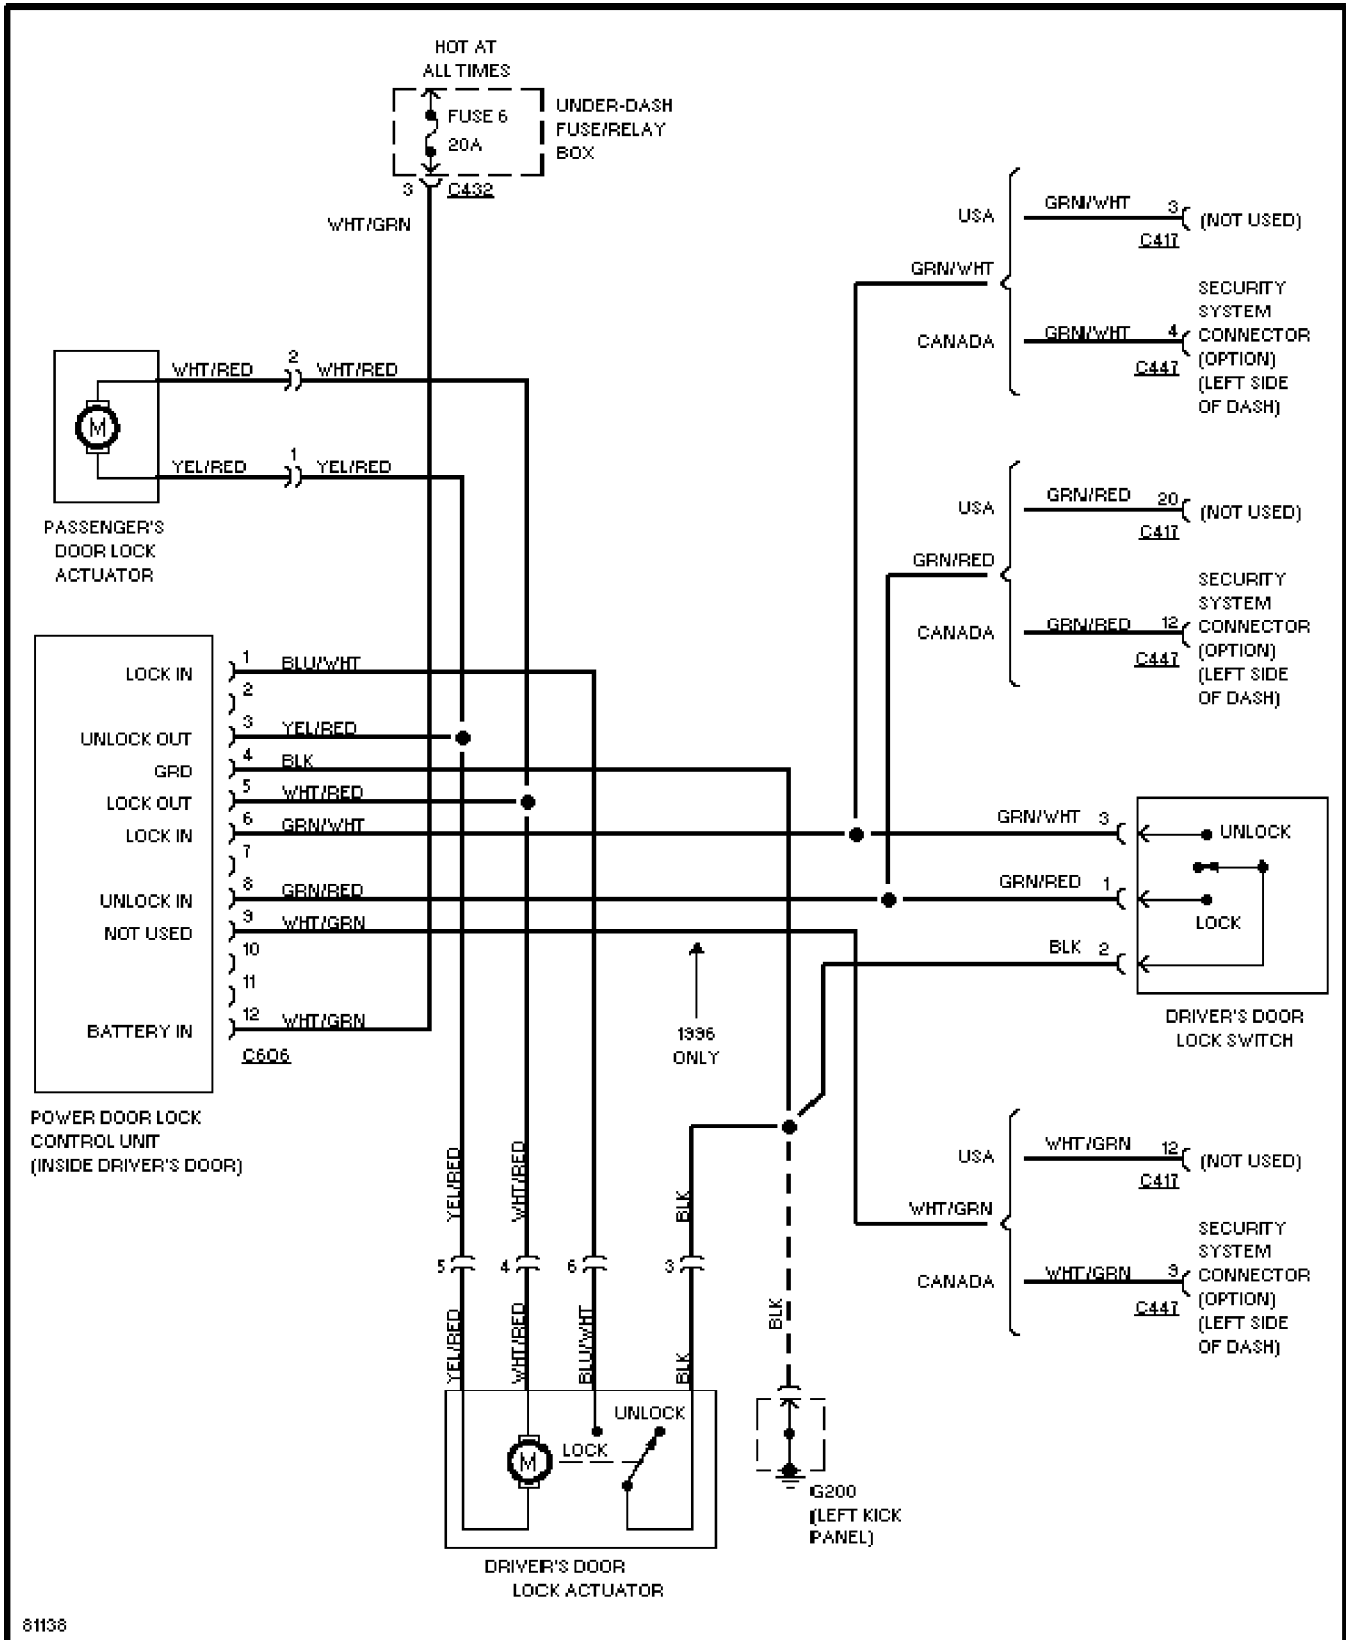 HOT AT
ALL TIMES
FUSE 6
20A
UNDER-DASH
FUSE/RELAY
BOX
3
C432
WHT/GRN
USA
GRN/WHT
3
(NOT USED)
C417
GRN/WHT
CANADA
GRN/WHT
4
C447
SECURITY
SYSTEM
CONNECTOR
(OPTION)
(LEFT SIDE
OF DASH)
WHT/RED
2
WHT/RED
M
YEL/RED
1
YEL/RED
PASSENGER'S
DOOR LOCK
ACTUATOR
USA
GRN/RED
20
(NOT USED)
C417
GRN/RED
CANADA
GRN/RED
12
C447
SECURITY
SYSTEM
CONNECTOR
(OPTION)
(LEFT SIDE
OF DASH)
LOCK IN
1
BLU/WHT
2
UNLOCK OUT
3
YEL/RED
GRD
4
BLK
LOCK OUT
5
WHT/RED
LOCK IN
6
GRN/WHT
7
UNLOCK IN
8
GRN/RED
NOT USED
9
WHT/GRN
10
11
BATTERY IN
12
WHT/GRN
C606
POWER DOOR LOCK
CONTROL UNIT
(INSIDE DRIVER'S DOOR)
1996
ONLY
GRN/WHT
3
UNLOCK
GRN/RED
1
LOCK
BLK
2
DRIVER'S DOOR
LOCK SWITCH
USA
WHT/GRN
12
(NOT USED)
C417
WHT/GRN
CANADA
WHT/GRN
9
C447
SECURITY
SYSTEM
CONNECTOR
(OPTION)
(LEFT SIDE
OF DASH)
YEL/RED
WHT/RED
BLK
5
4
6
3
YEL/RED
WHT/RED
BLU/WHT
BLK
BLK
UNLOCK
LOCK
M
DRIVER'S DOOR
LOCK ACTUATOR
G200
(LEFT KICK
PANEL)
81138